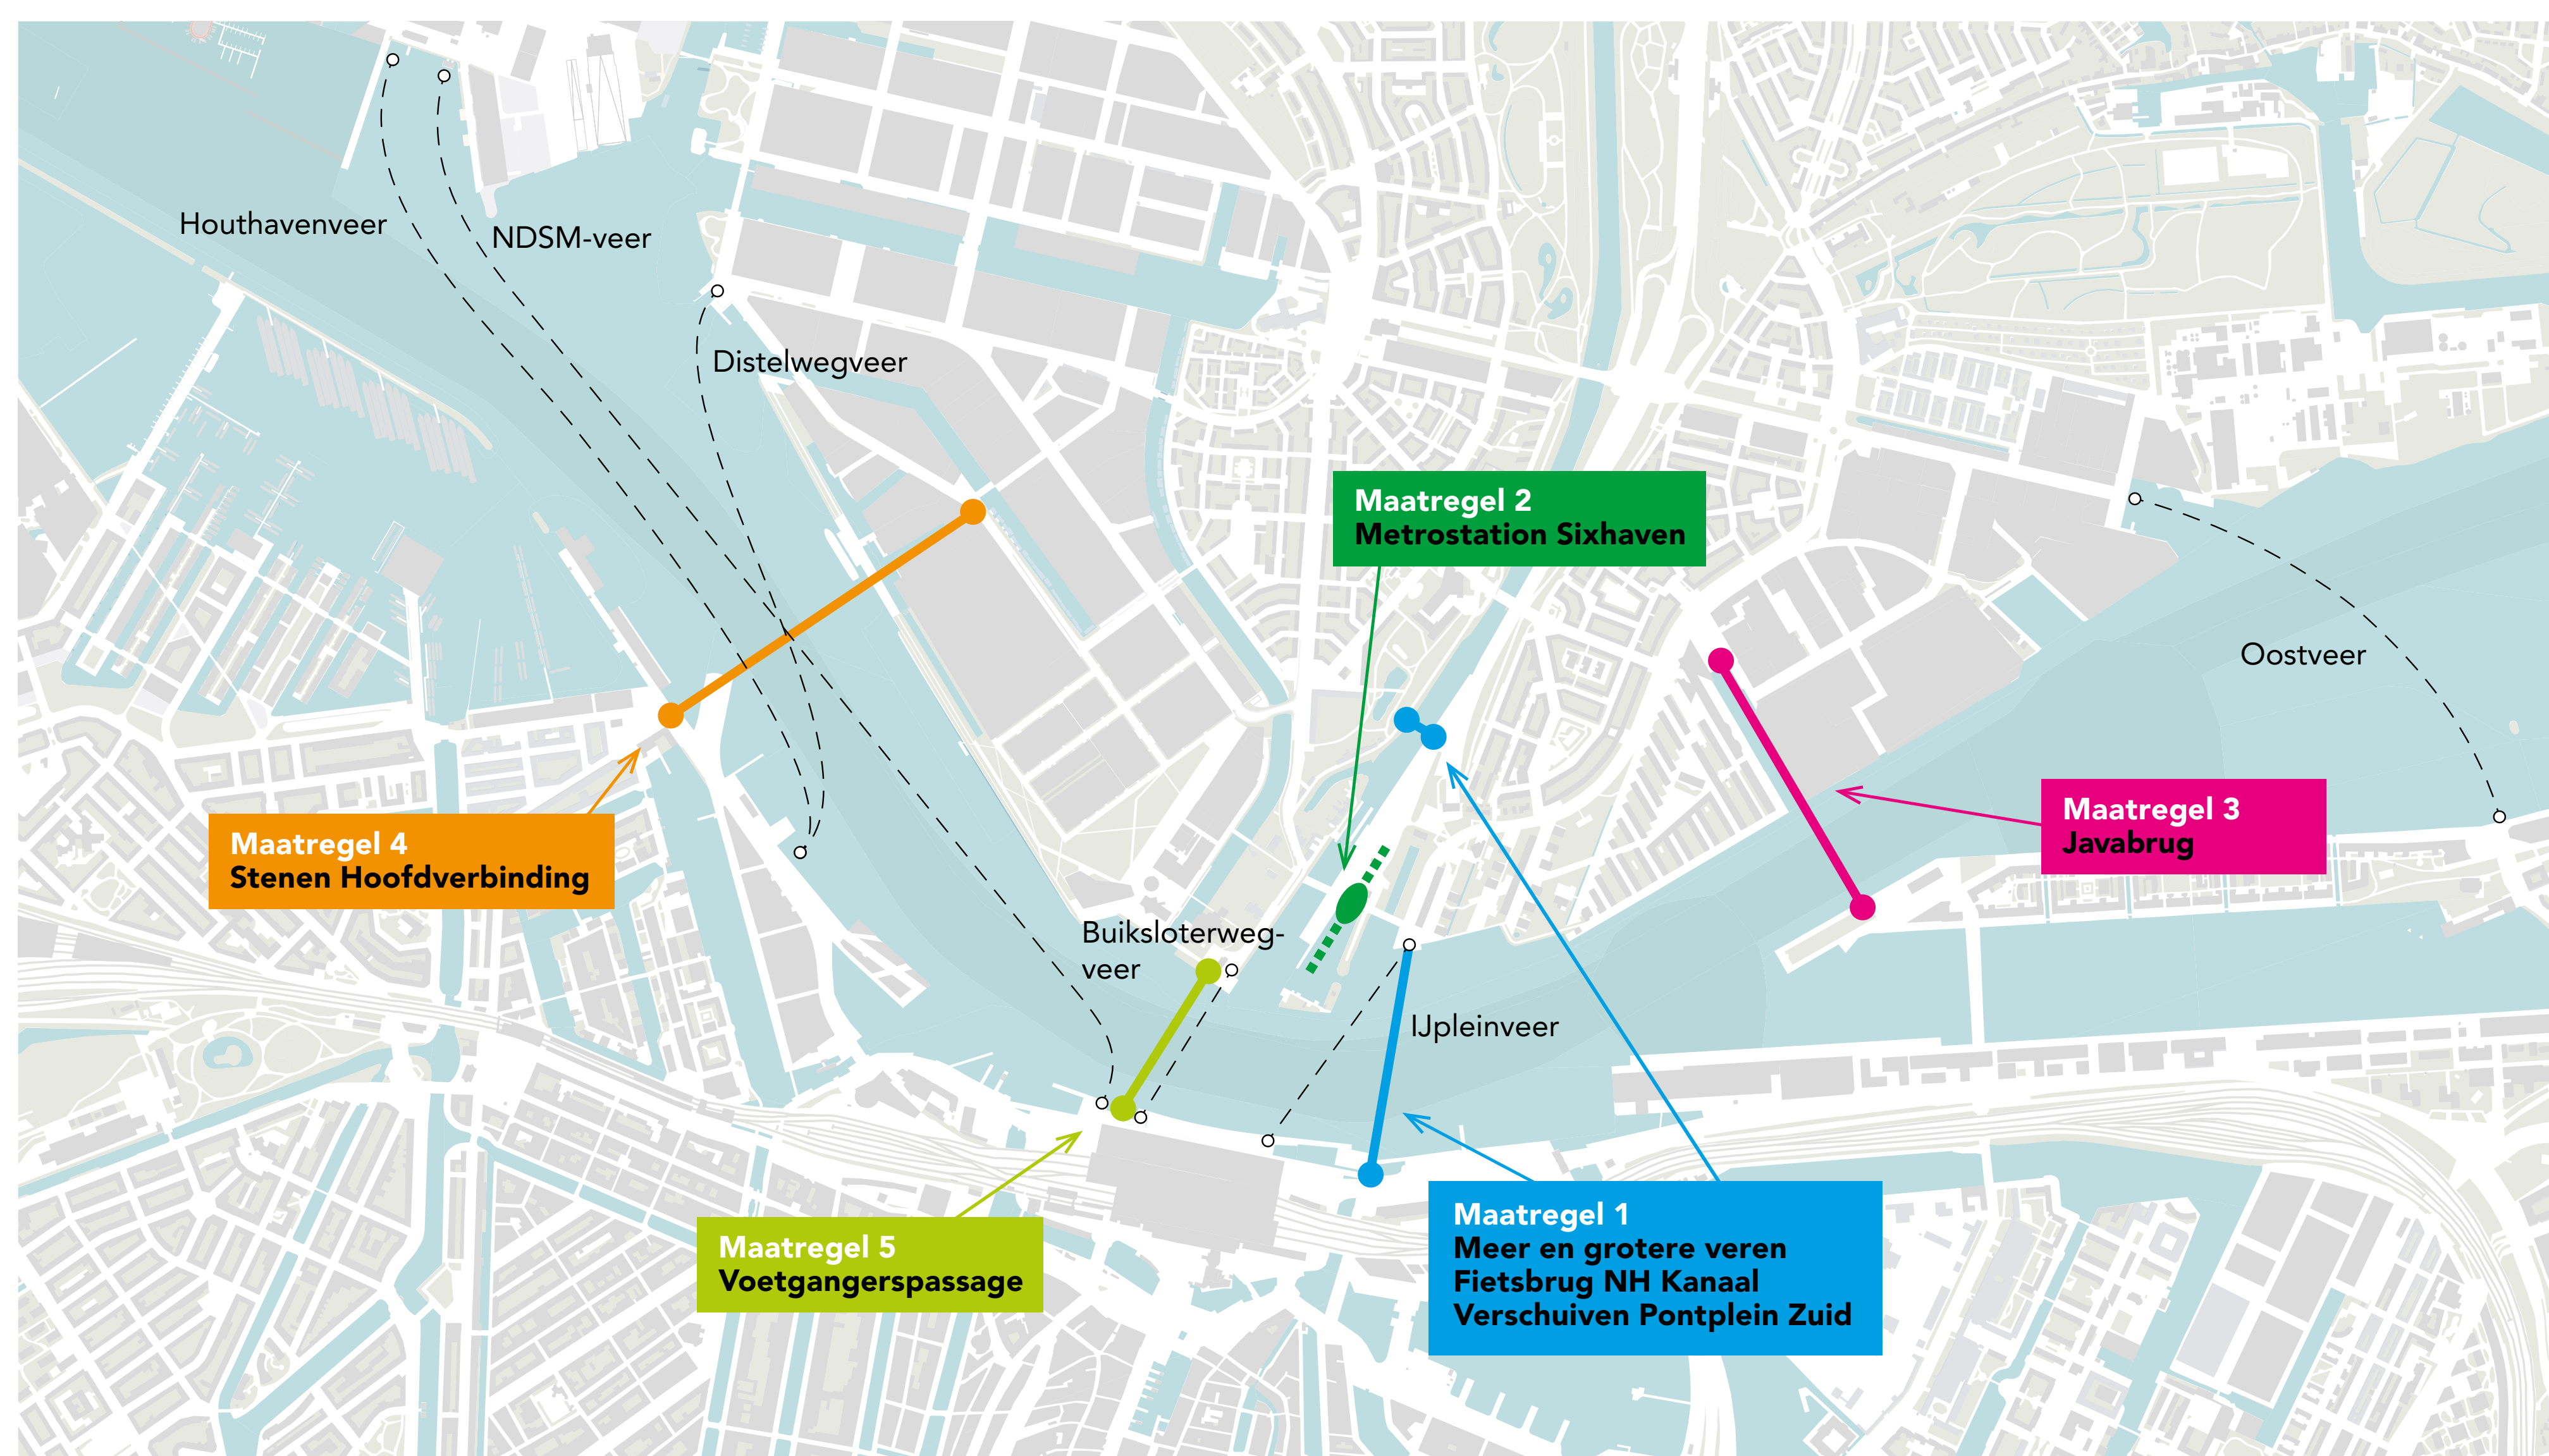 Houthavenveer
NDSM-veer
Distelwegveer
Maatregel 2
Metrostation Sixhaven
Oostveer
Maatregel 3
Javabrug
Maatregel 4
Stenen Hoofdverbinding
Buiksloterweg-
veer
IJpleinveer
Maatregel 1
Meer en grotere veren
Fietsbrug NH Kanaal
Verschuiven Pontplein Zuid
Maatregel 5
Voetgangerspassage